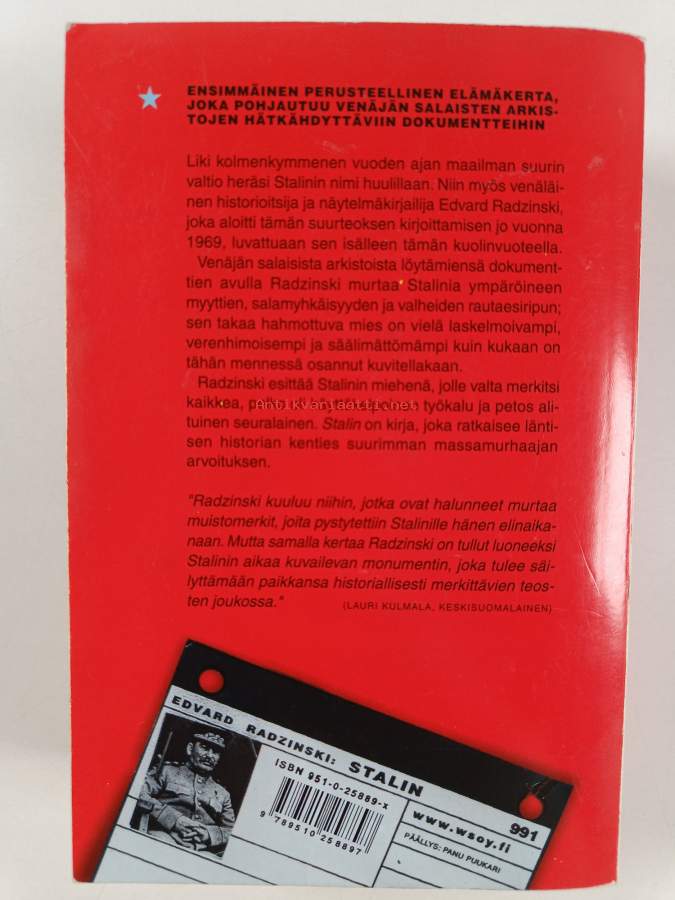 ENSIMMÄINEN PERUSTEELLINEN ELÄMÄKERTA,
JOKA POHJAUTUU VENÄJÄN SALAISTEN ARKIS-
TOJEN HÄTKÄHDYTTÄVIIN DOKUMENTTEIHIN
Liki kolmenkymmenen vuoden ajan maailman suurin
valtio heräsi Stalinin nimi huulillaan. Niin myös venäläi-
nen historioitsija ja näytelmäkirjailija Edvard Radzinski,
joka aloitti tämän suurteoksen kirjoittamisen jo vuonna
1969, luvattuaan sen isälleen tämän kuolinvuoteella.
Venäjän salaisista arkistoista löytämiensä dokument-
tien avulla Radzinski murtaa Stalinia ympäröineen
myyttien, salamyhkäisyyden ja valheiden rautaesiripun;
sen takaa hahmottuva mies on vielä laskelmoivampi,
verenhimoisempi ja säälimättömämpi kuin kukaan on
tähän mennessä osannut kuvitellakaan.
Radzinski esittää Stalinin miehenä, jolle valta merkitsi
kaikkea, työkalu ja petos ali-
tuinen seuralainen. Stalin on kirja, joka ratkaisee länti-
sen historian kenties suurimman massamurhaajan
arvoituksen.
Antikvariaatti.net
"Radzinski kuuluu niihin, jotka ovat halunneet murtaa
muistomerkit, joita pystytettiin Stalinille hänen elinaika-
naan. Mutta samalla kertaa Radzinski on tullut luoneeksi
Stalinin aikaa kuvailevan monumentin, joka tulee säi-
lyttämään paikkansa historiallisesti merkittävien teos-
ten joukossa."
(LAURI KULMALA, KESKISUOMALAINEN)
EDVARD RADZINSKI: STALIN
ISBN 951-0-25889-X
9 789510 258897
991
www.wsoy.fi
PÄÄLLYS: PANU PUUKARI